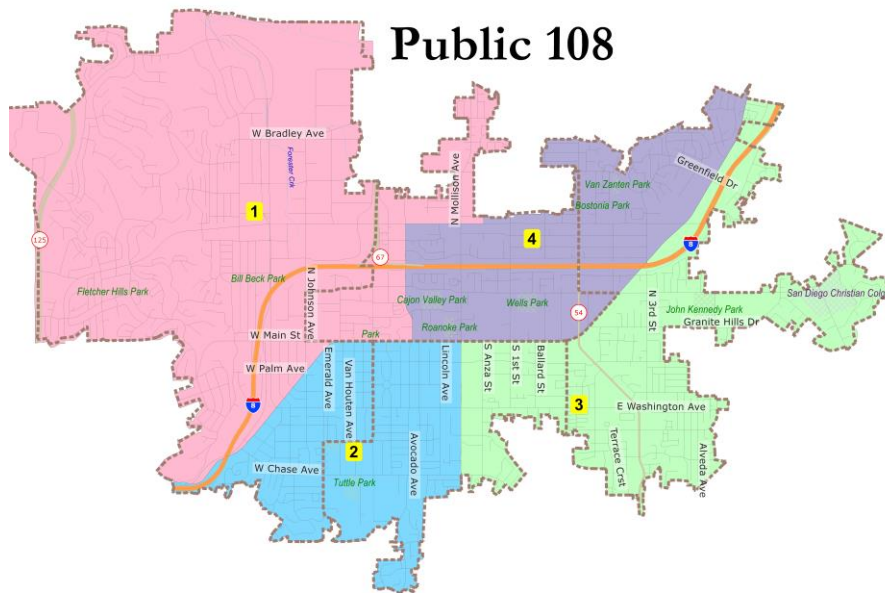 Public 108
W Bradley Ave
Forester Crk
N Mollison Ave
Greenfield Dr
Van Zanten Park
Bostonia Park
1
4
125
67
8
Fletcher Hills Park
Bill Beck Park
N Johnson Ave
Cajon Valley Park
Wells Park
54
N 3rd St
John Kennedy Park
San Diego Christian Colg
Granite Hills Dr
W Main St
Park
Roanoke Park
W Palm Ave
Emerald Ave
Van Houten Ave
Lincoln Ave
S Anza St
S 1st St
Ballard St
8
3
E Washington Ave
2
W Chase Ave
Avocado Ave
Terrace Crst
Alveda Ave
Tuttle Park